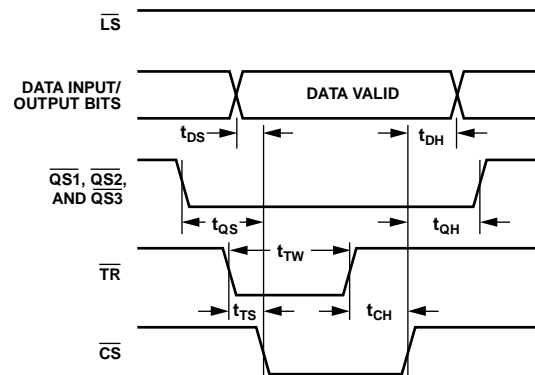 LS
DATA INPUT/
OUTPUT BITS
DATA VALID
tDS
tDH
QS1, QS2,
AND QS3
tQS
tQH
tTW
TR
tTS
tCH
CS